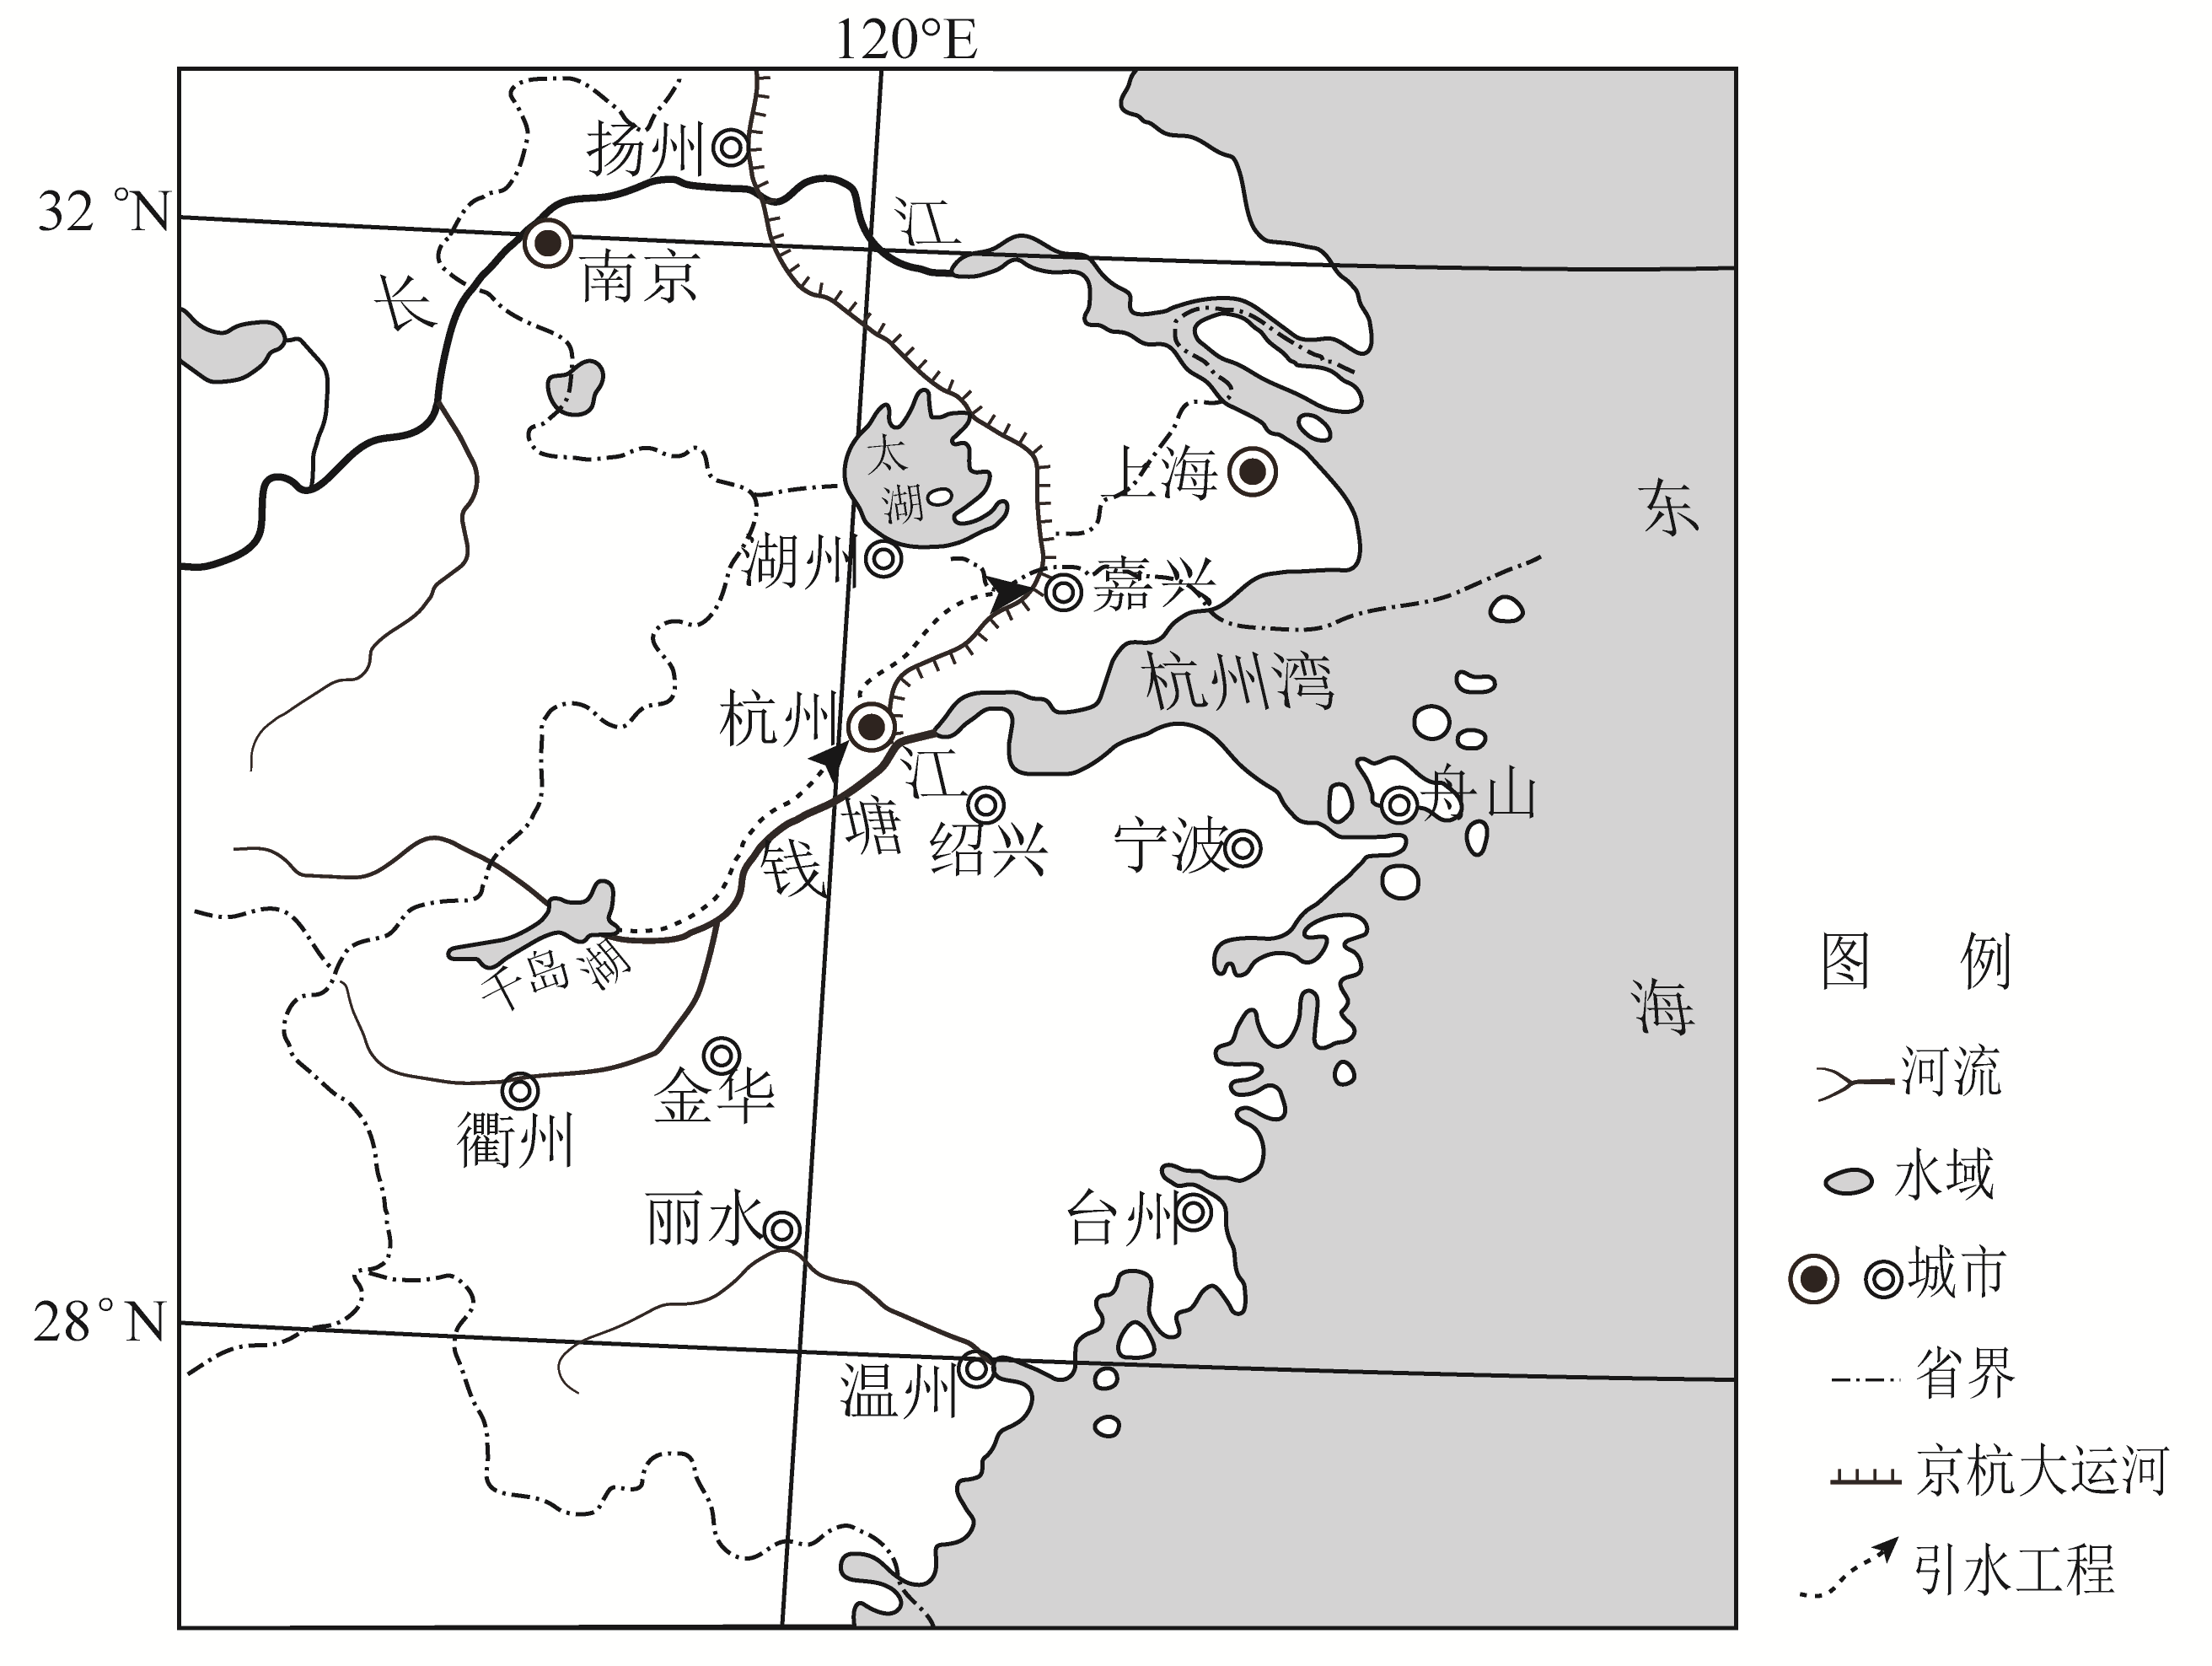 120°E
扬州
32 °N
江
南京
长
太
湖
上海
东
湖州
嘉兴
杭州湾
杭州
江
塘
钱
舟山
绍兴
宁波
千岛湖
海
金华
衢州
丽水
台州
28°N
温州
图 例
河流
水域
城市
省界
京杭大运河
引水工程